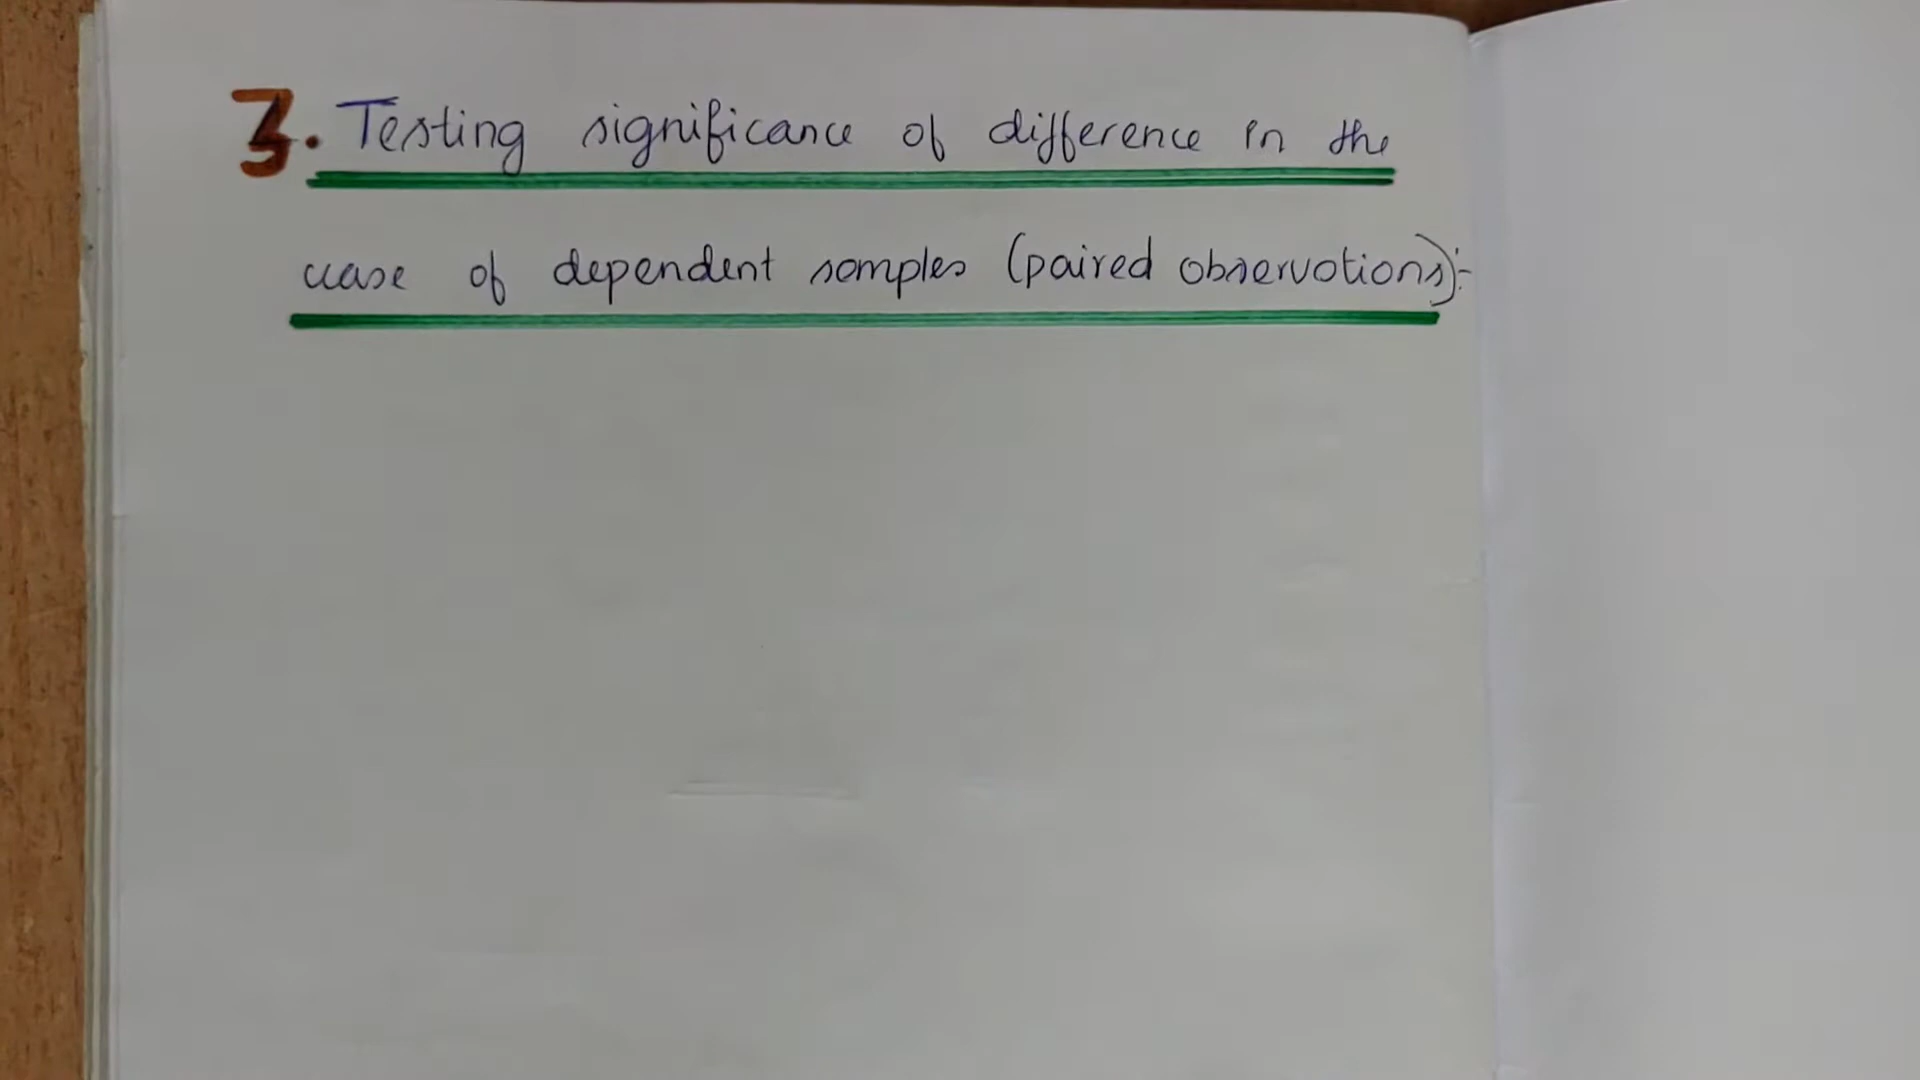 3. Testing significance of difference in the
case of dependent samples (paired observations):-